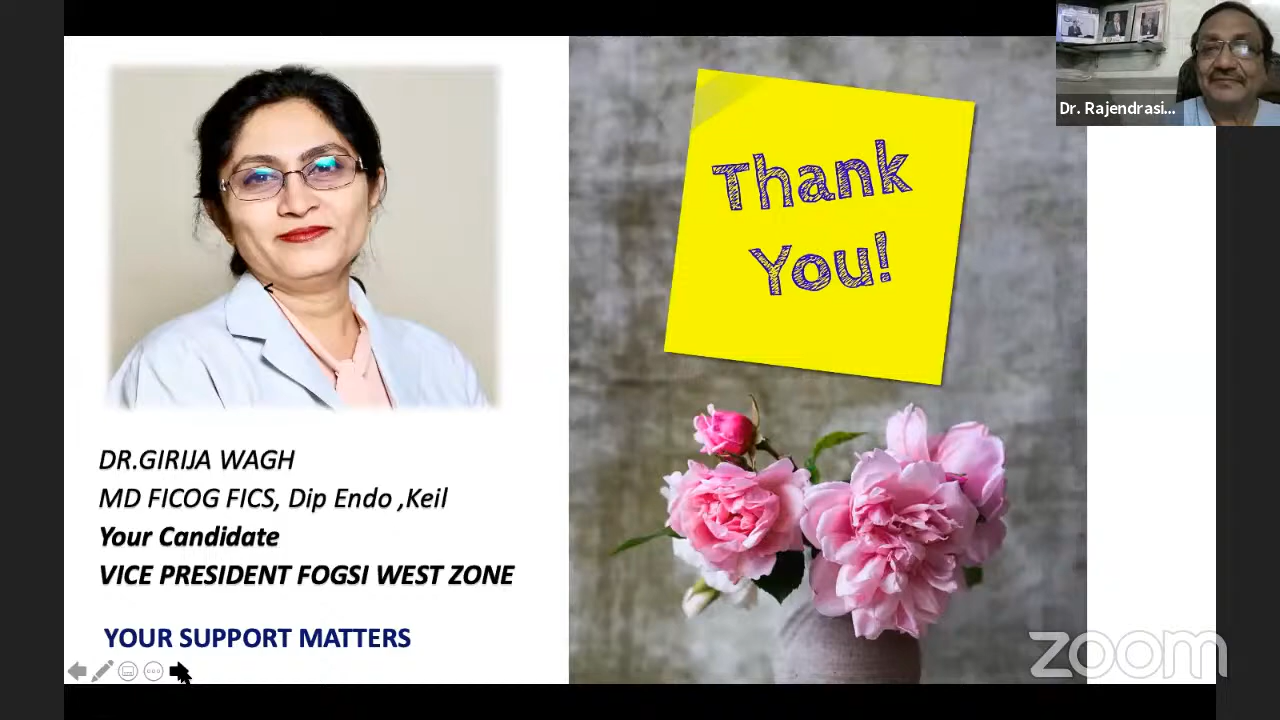 Dr. Rajendrasi...
Thank
You!
DR.GIRIJA WAGH
MD FICOG FICS, Dip Endo ,Keil
Your Candidate
VICE PRESIDENT FOGSI WEST ZONE
YOUR SUPPORT MATTERS
zoom